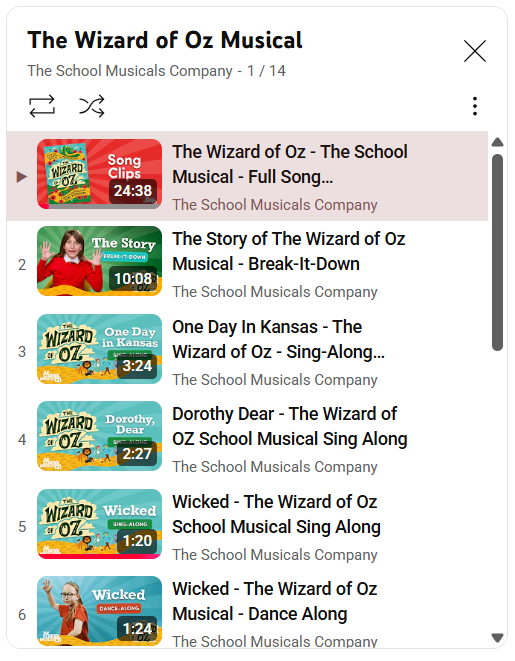 The Wizard of Oz Musical
The School Musicals Company - 1 / 14
THE
WIZARD
OF OZ
Song
Clips
24:38
The Wizard of Oz - The School
Musical - Full Song...
The School Musicals Company
2
The Story
BREAK-IT-DOWN
10:08
The Story of The Wizard of Oz
Musical - Break-It-Down
The School Musicals Company
3
THE
WIZARD
OF OZ
One Day
in Kansas
SING-ALONG
3:24
One Day In Kansas - The
Wizard of Oz - Sing-Along...
The School Musicals Company
4
THE
WIZARD
OF OZ
Dorothy,
Dear
SING-ALONG
2:27
Dorothy Dear - The Wizard of
OZ School Musical Sing Along
The School Musicals Company
5
THE
WIZARD
OF OZ
Wicked
SING-ALONG
1:20
Wicked - The Wizard of Oz
School Musical Sing Along
The School Musicals Company
6
Wicked
DANCE-ALONG
1:24
Wicked - The Wizard of Oz
Musical - Dance Along
The School Musicals Company